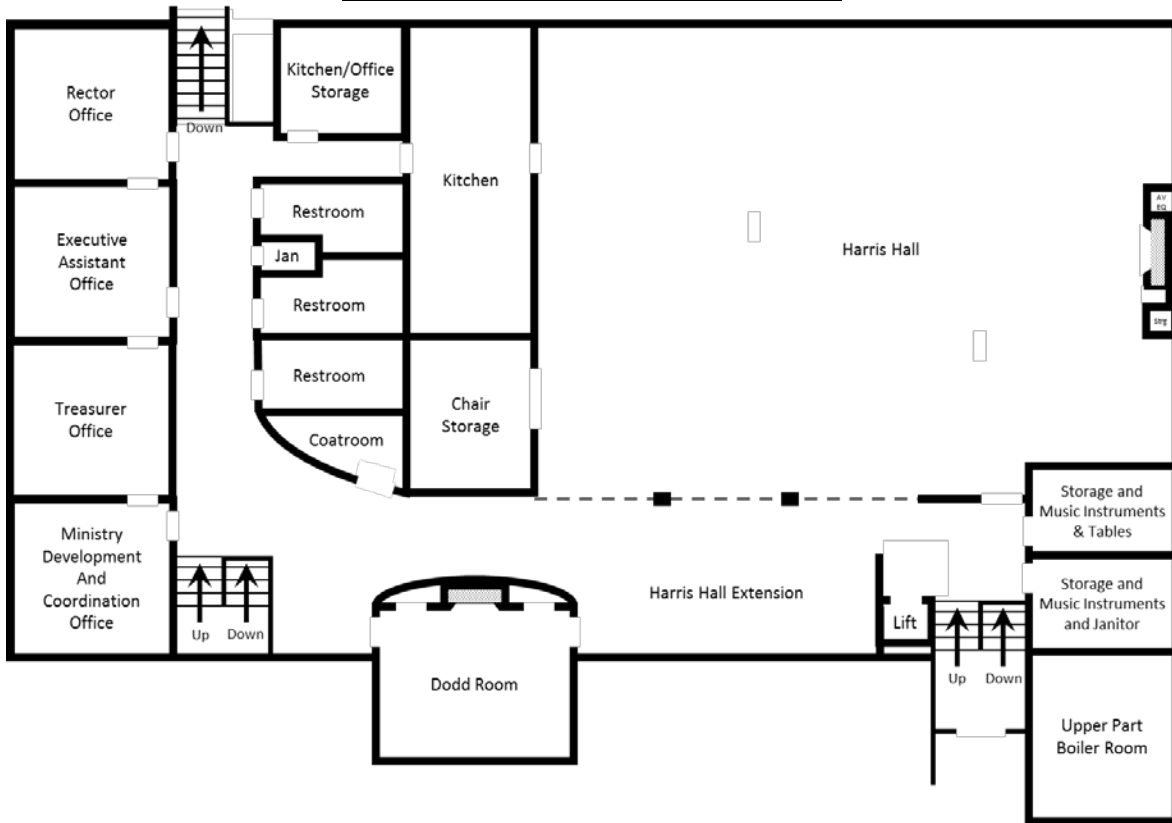 Rector
Office
Down
Kitchen/Office
Storage
Kitchen
Restroom
Jan
Restroom
Restroom
Coatroom
Executive
Assistant
Office
Treasurer
Office
Ministry
Development
And
Coordination
Office
Chair
Storage
Harris Hall
AV
EQ
Strg
Storage and
Music Instruments
& Tables
Storage and
Music Instruments
and Janitor
Harris Hall Extension
Lift
Up Down
Dodd Room
Up Down
Upper Part
Boiler Room